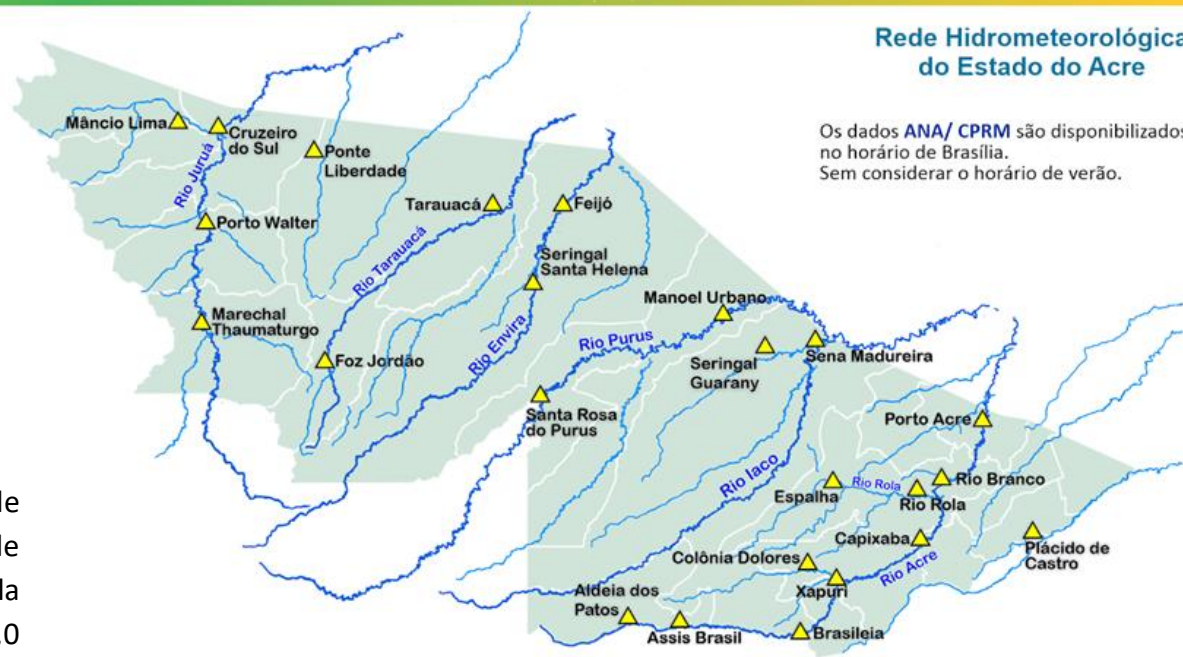 Rede Hidrometeorológica
do Estado do Acre
Os dados ANA/ CPRM são disponibilizados
no horário de Brasília.
Sem considerar o horário de verão.
Mâncio Lima
Cruzeiro
do Sul
Ponte
Liberdade
Rio Juruá
Porto Walter
Tarauacá
Feijó
Rio Tarauacá
Seringal
Santa Helena
Marechal
Thaumaturgo
Foz Jordão
Rio Envira
Manoel Urbano
Rio Purus
Seringal
Guarany
Sena Madureira
Santa Rosa
do Purus
Porto Acre
Rio Iaco
Espalha
Rio Rola
Rio Rola
Rio Branco
Capixaba
Plácido de
Castro
Colônia Dolores
Xapuri
Rio Acre
Aldeia dos
Patos
Assis Brasil
Brasileia
de
de
da